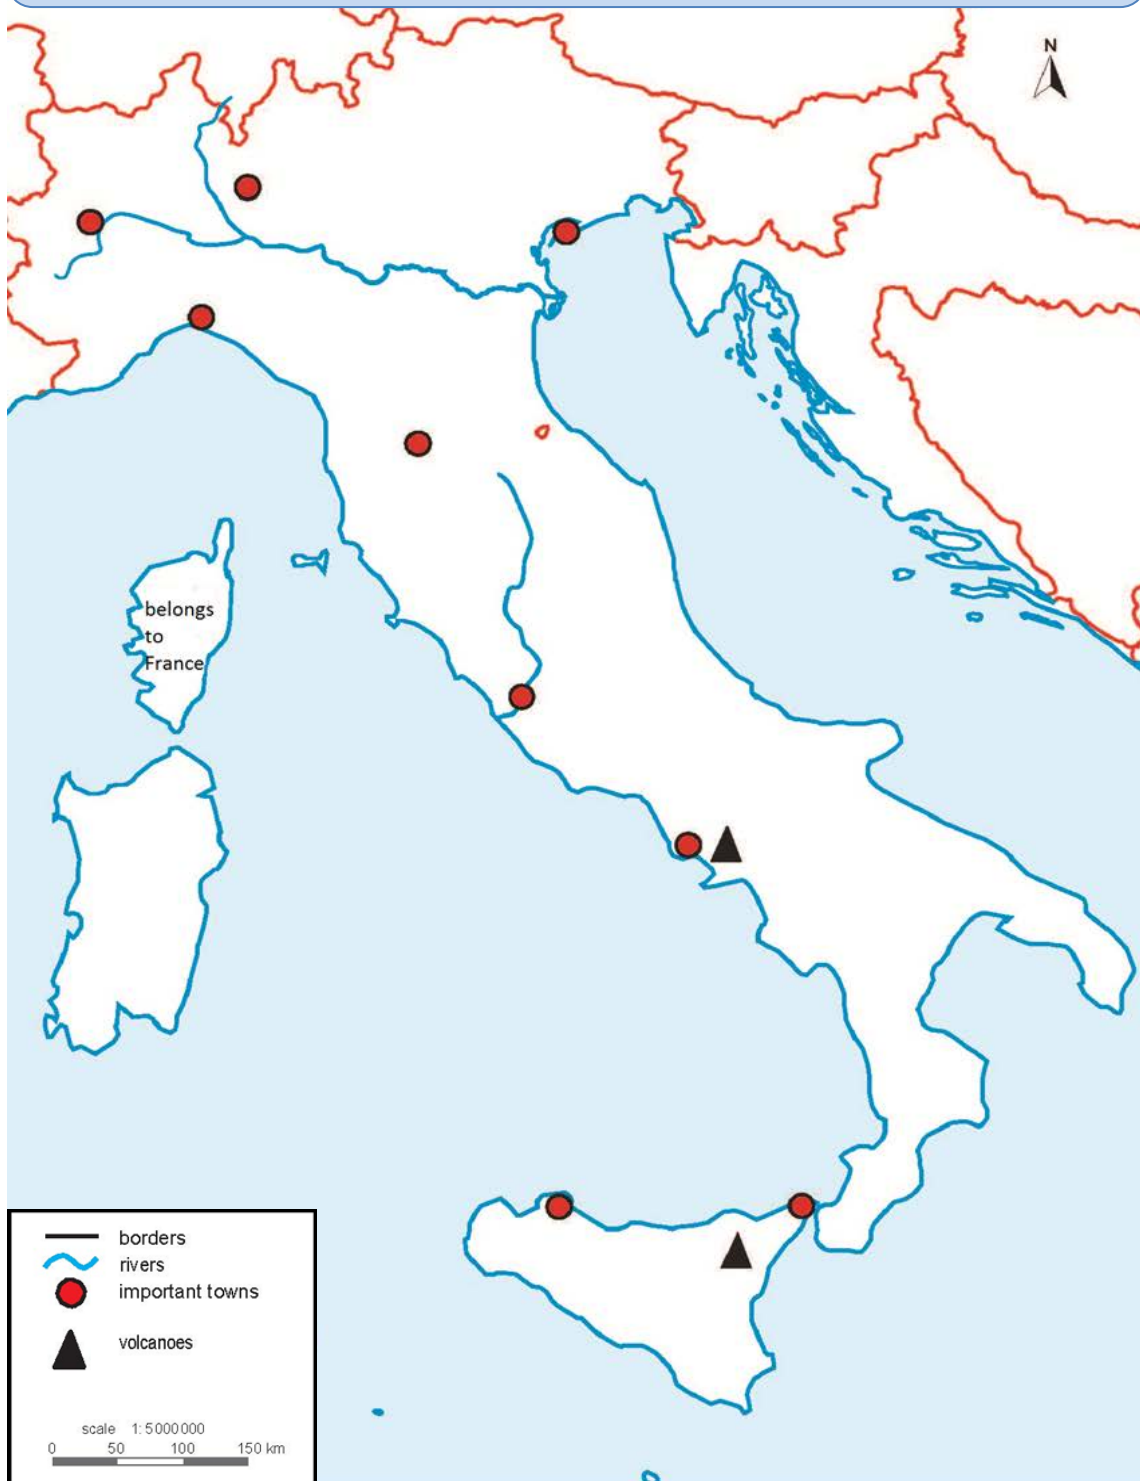 N
belongs
to
France
borders
rivers
important towns
volcanoes
scale 1: 5 000 000
0 50 100 150 km